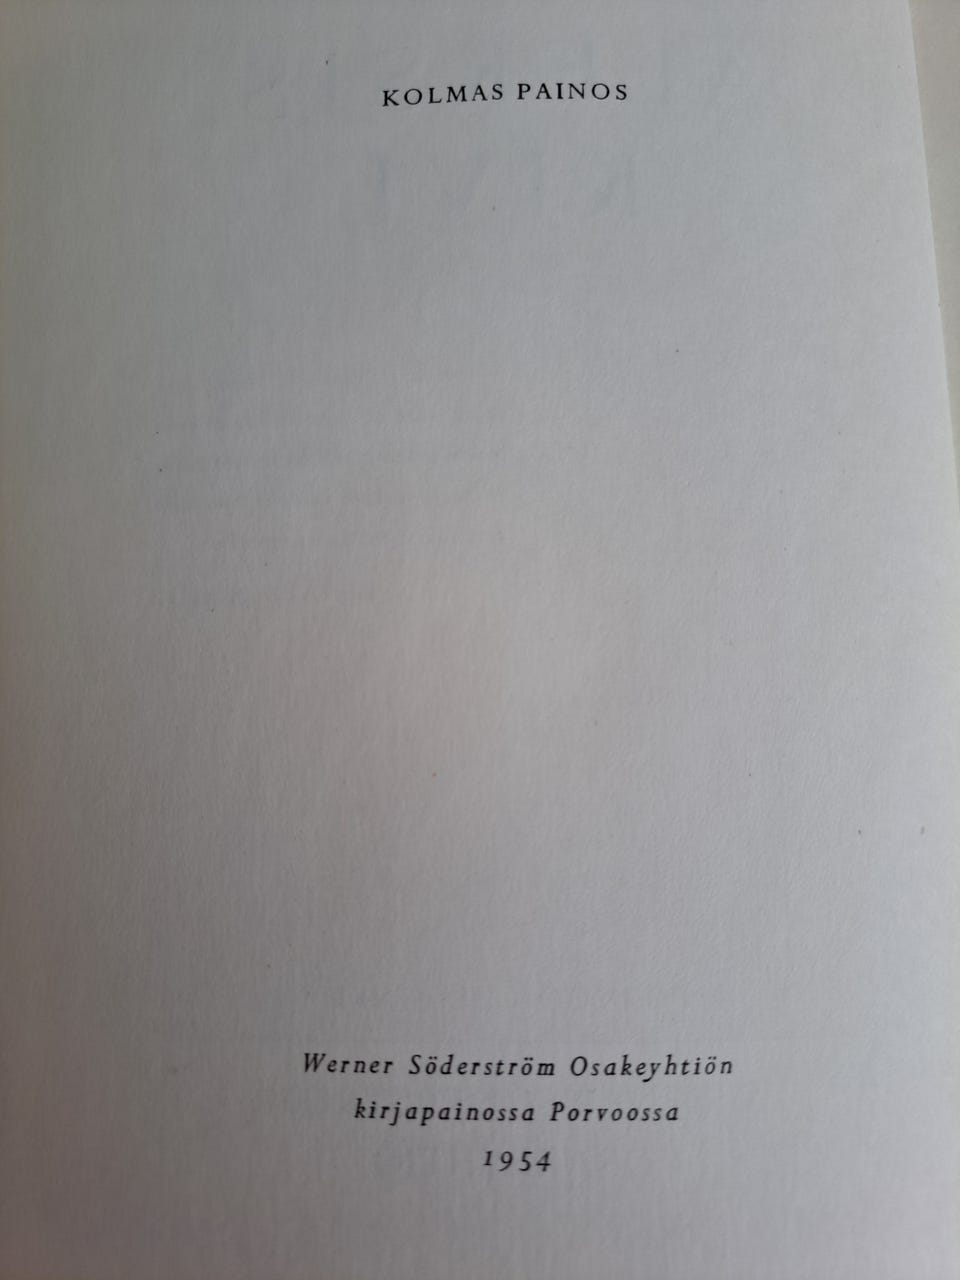 KOLMAS PAINOS
Werner Söderström Osakeyhtiön
kirjapainossa Porvoossa
1954